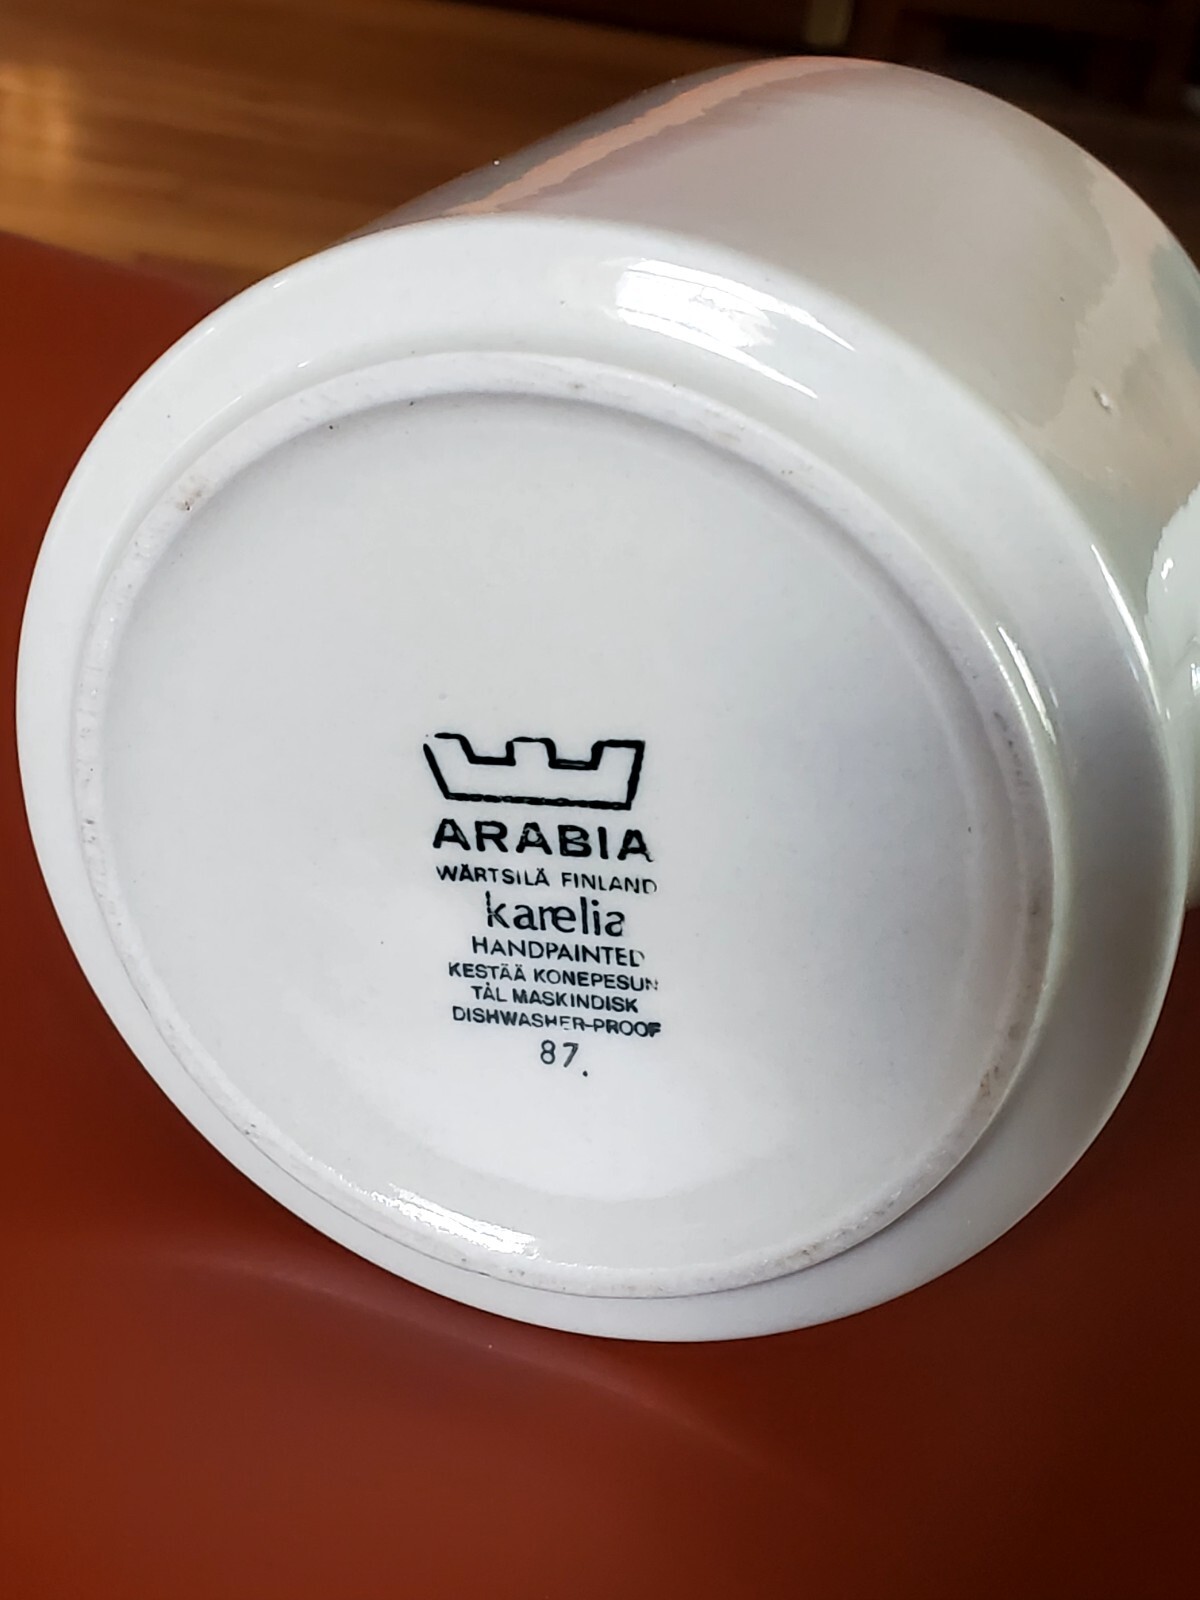 ARABIA
WÄRTSILÄ FINLAND
karelia
HANDPAINTED
KESTÄÄ KONEPESUN
TÅL MASKINDISK
DISHWASHER-PROOF
87.